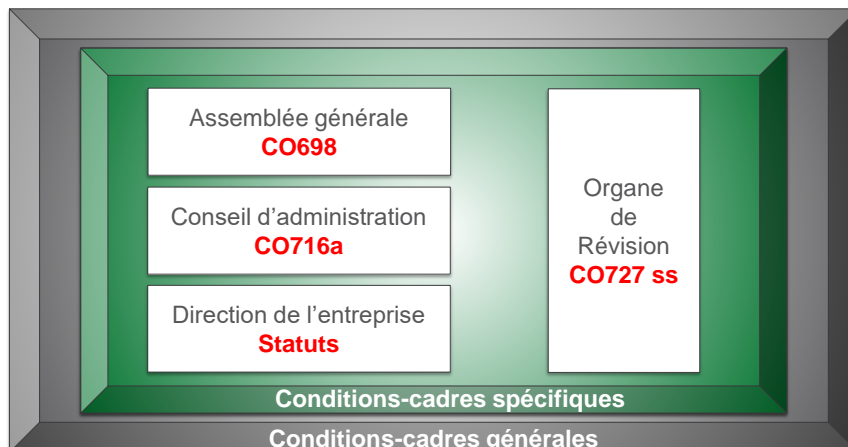 Assemblée générale
CO698
Conseil d’administration
CO716a
Direction de l’entreprise
Statuts
Organe
de
Révision
CO727 ss
Conditions-cadres spécifiques
Conditions-cadres générales